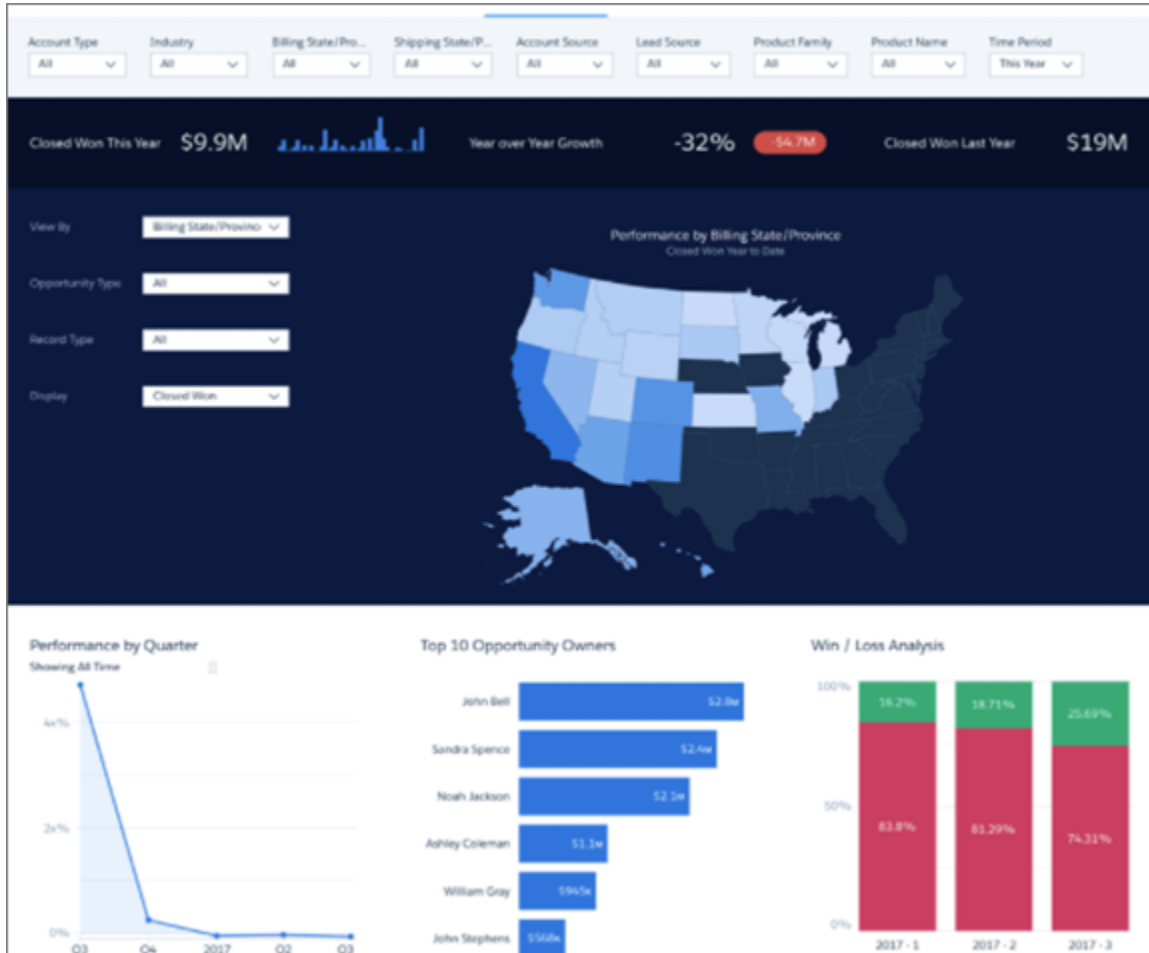 Account Type
Industry
Billing State/Pro...
Shipping State/P...
Account Source
Lead Source
Product Family
Product Name
Time Period
All
All
All
All
All
All
All
All
This Year
Closed Won This Year
$9.9M
Year over Year Growth
-32%
-$4.7M
Closed Won Last Year
$19M
View By
Billing State/Provinc
Opportunity Type
All
Record Type
All
Display
Closed Won
Performance by Billing State/Province
Closed Won Year to Date
Performance by Quarter
Showing All Time
4k%
2k%
0%
Q3
Q4
2017
Q2
Q3
Top 10 Opportunity Owners
John Bell
$2.8M
Sandra Spence
$2.4M
Noah Jackson
$2.1M
Ashley Coleman
$1.1M
William Gray
$945K
John Stephens
$568K
Win / Loss Analysis
100%
50%
0%
16.2%
83.8%
18.71%
81.29%
25.69%
74.31%
2017 - 1
2017 - 2
2017 - 3